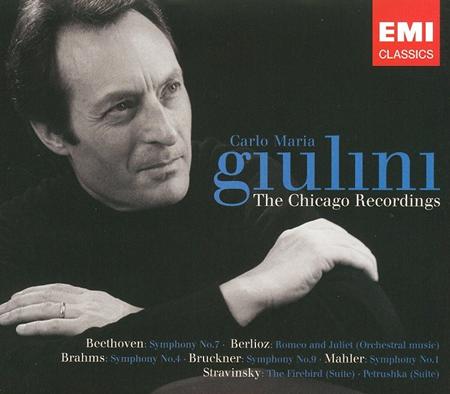 EMI
CLASSICS
Carlo Maria
giulini
The Chicago Recordings
Beethoven: Symphony No.7 · Berlioz: Romeo and Juliet (Orchestral music)
Brahms: Symphony No.4 · Bruckner: Symphony No.9 · Mahler: Symphony No.1
Stravinsky: The Firebird (Suite) · Petrushka (Suite)